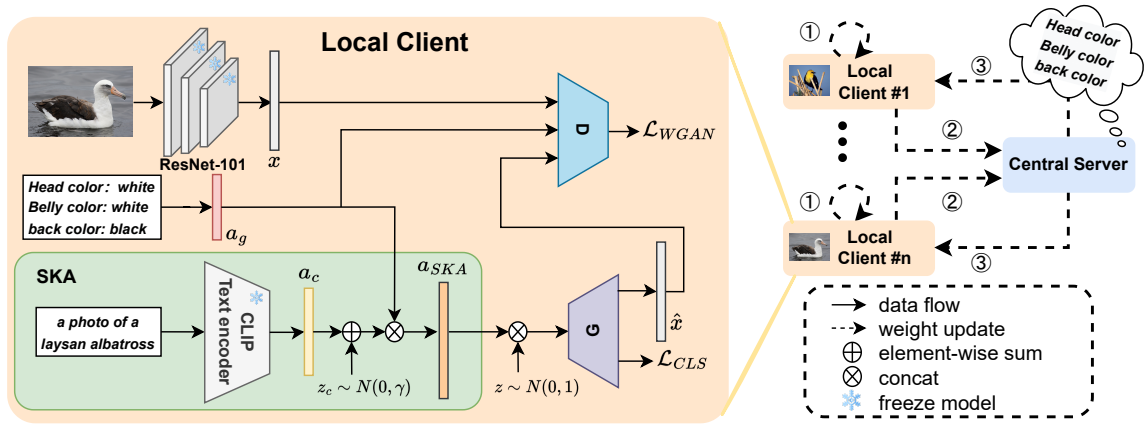 Local Client
ResNet-101
x
D
ℒ_WGAN
Head color: white
Belly color: white
back color: black
a_g
SKA
a photo of a
laysan albatross
CLIP
Text encoder
a_c
z_c ∼ N(0, γ)
a_SKA
z ∼ N(0, 1)
G
x̂
ℒ_CLS
①
Local
Client #1
③
②
Head color
Belly color
back color
Central Server
①
Local
Client #n
②
③
data flow
weight update
element-wise sum
concat
freeze model